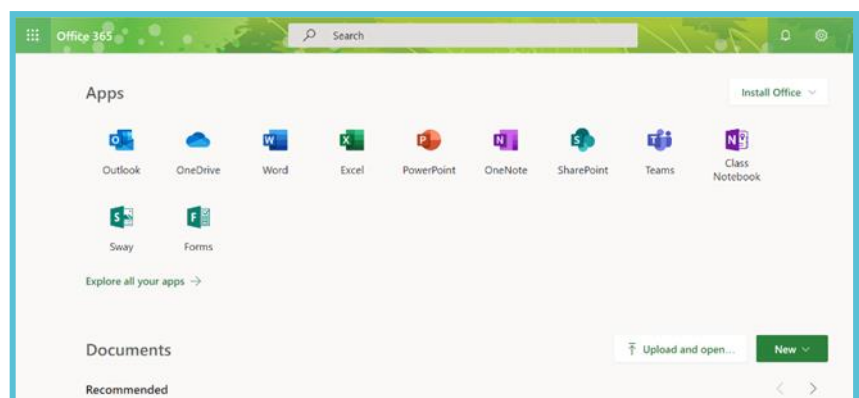 Office 365
Search
Apps
Install Office
Outlook OneDrive Word Excel PowerPoint OneNote SharePoint Teams Class Notebook
Sway Forms
Explore all your apps →
Documents
Upload and open...
New
Recommended